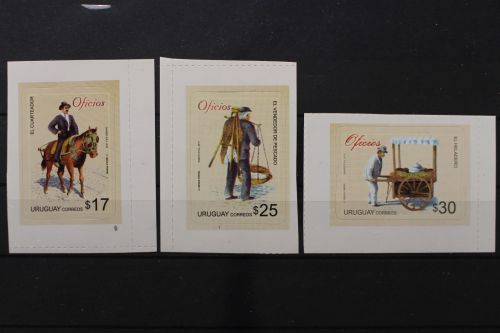 Oficios
EL CUARTEADOR
URUGUAY CORREOS
$17
Oficios
EL VENDEDOR DE PESCADO
URUGUAY CORREOS
$25
Oficios
EL HELADERO
URUGUAY CORREOS
$30